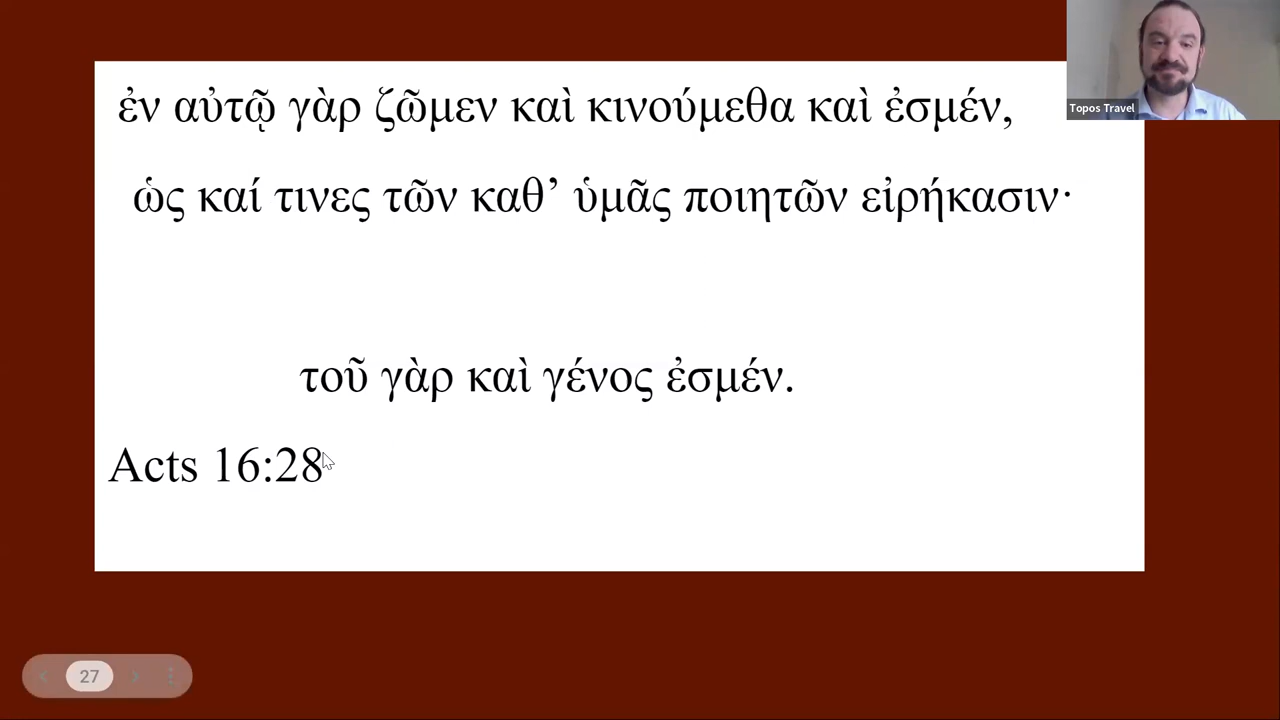 ἐν αὐτῷ γὰρ ζῶμεν καὶ κινούμεθα καὶ ἐσμέν,
Topos Travel
ὡς καί τινες τῶν καθ’ ὑμᾶς ποιητῶν εἰρήκασιν·
τοῦ γὰρ καὶ γένος ἐσμέν.
Acts 16:28
27